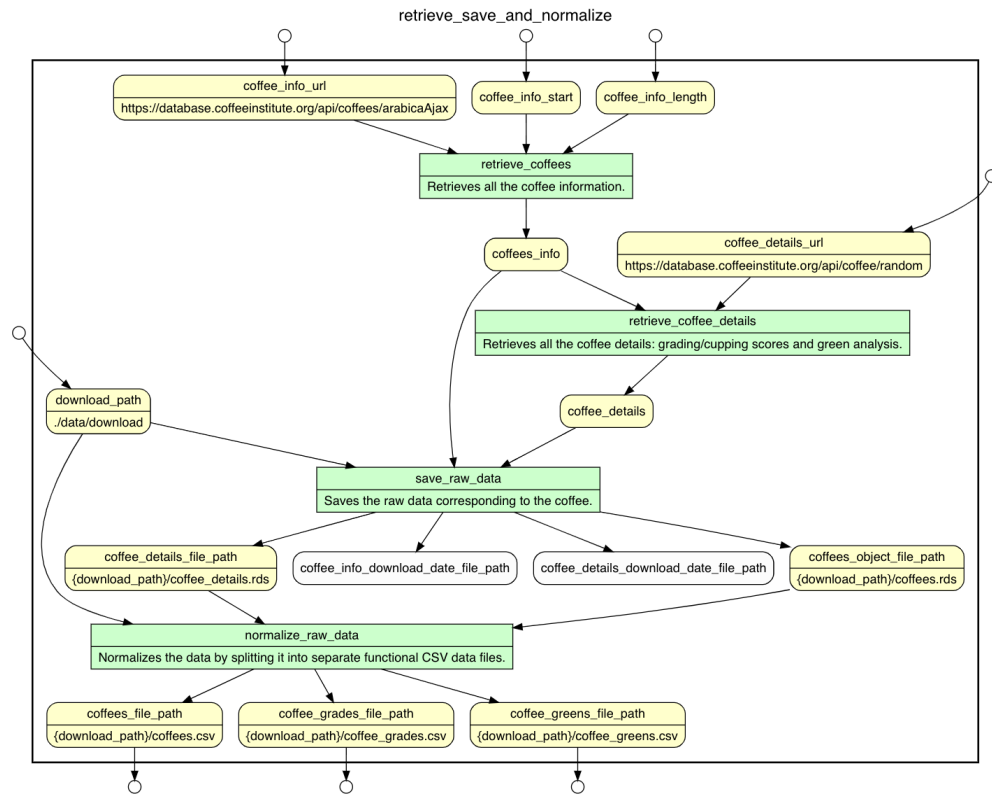 retrieve_save_and_normalize
coffee_info_url
https://database.coffeeinstitute.org/api/coffees/arabicaAjax
coffee_info_start
coffee_info_length
retrieve_coffees
Retrieves all the coffee information.
coffees_info
coffee_details_url
https://database.coffeeinstitute.org/api/coffee/random
retrieve_coffee_details
Retrieves all the coffee details: grading/cupping scores and green analysis.
download_path
./data/download
coffee_details
save_raw_data
Saves the raw data corresponding to the coffee.
coffee_details_file_path
{download_path}/coffee_details.rds
coffee_info_download_date_file_path
coffee_details_download_date_file_path
coffees_object_file_path
{download_path}/coffees.rds
normalize_raw_data
Normalizes the data by splitting it into separate functional CSV data files.
coffees_file_path
{download_path}/coffees.csv
coffee_grades_file_path
{download_path}/coffee_grades.csv
coffee_greens_file_path
{download_path}/coffee_greens.csv